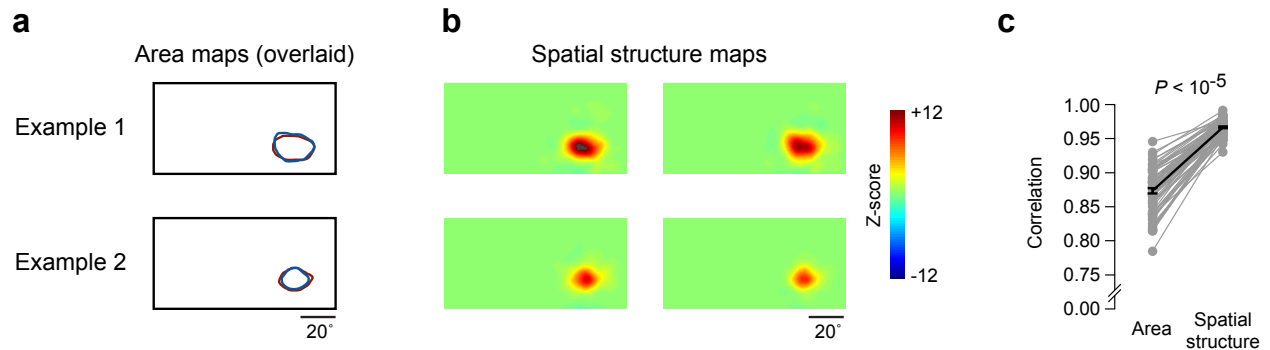 a
Area maps (overlaid)
Example 1
Example 2
20°
b
Spatial structure maps
+12
Z-score
-12
20°
c
P < 10-5
Correlation
1.00
0.95
0.90
0.85
0.80
0.75
0.00
Area
Spatial
structure